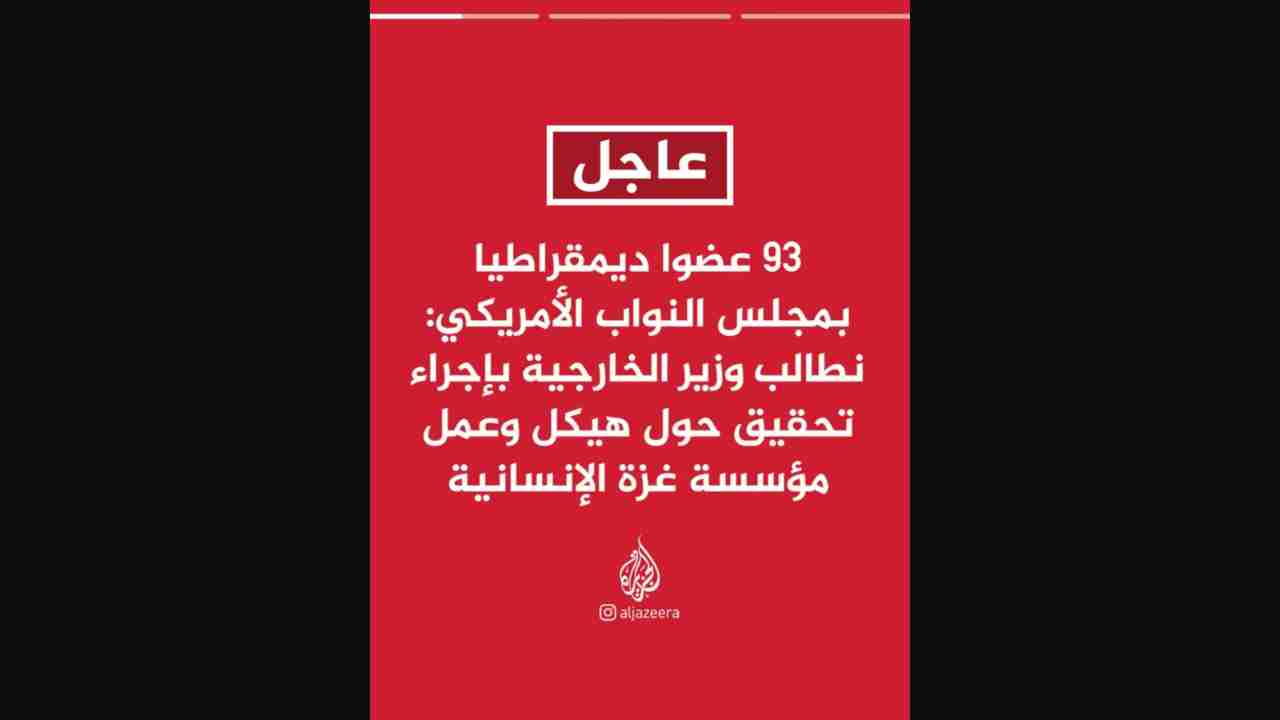 عاجل
93 عضوا ديمقراطيا
بمجلس النواب الأمريكي:
نطالب وزير الخارجية بإجراء
تحقيق حول هيكل وعمل
مؤسسة غزة الإنسانية
الجزيرة
aljazeera